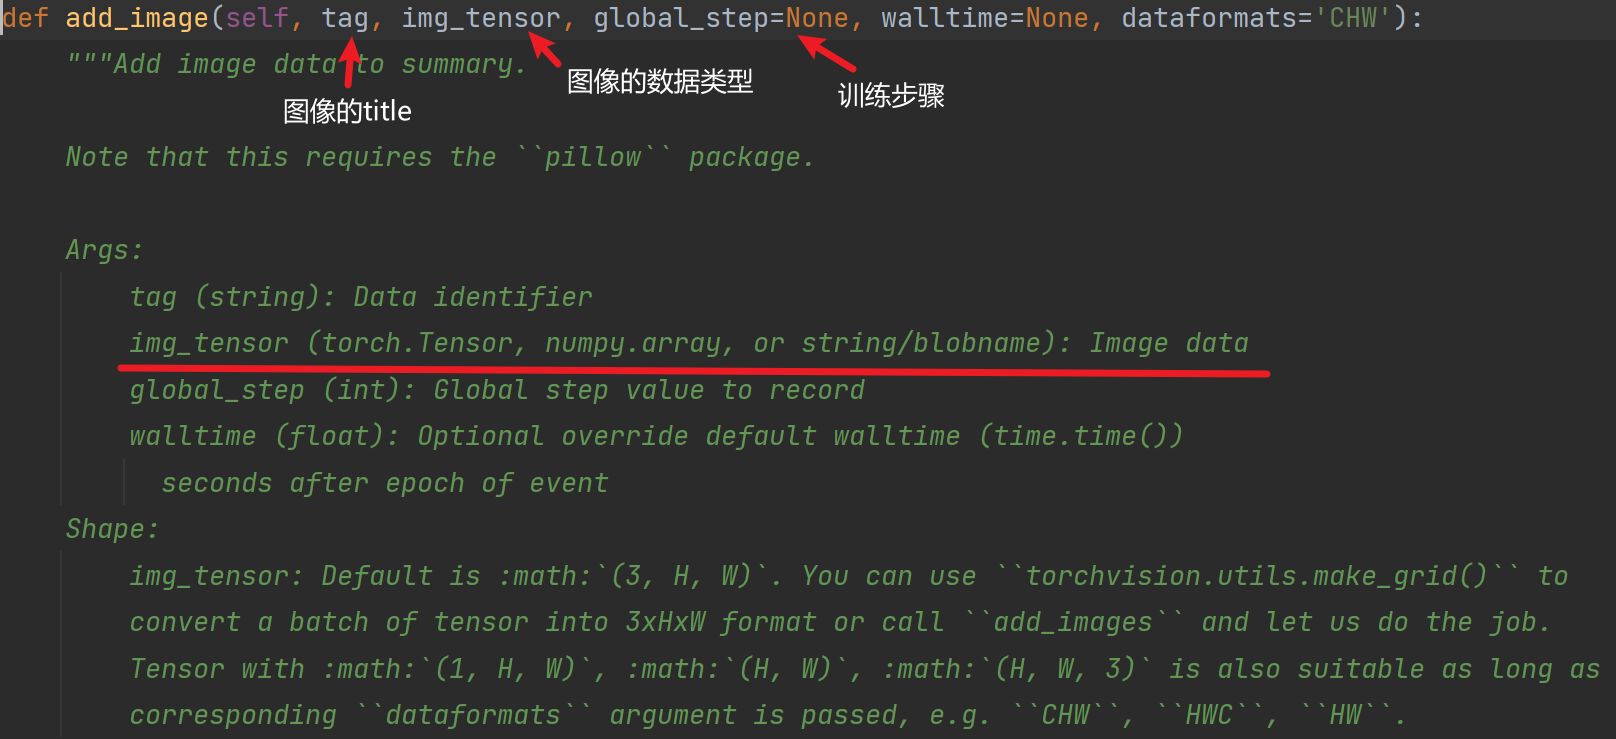 def add_image(self, tag, img_tensor, global_step=None, walltime=None, dataformats='CHW'):
"""Add image data to summary.
图像的数据类型
训练步骤
图像的title
Note that this requires the ``pillow`` package.
Args:
tag (string): Data identifier
img_tensor (torch.Tensor, numpy.array, or string/blobname): Image data
global_step (int): Global step value to record
walltime (float): Optional override default walltime (time.time())
seconds after epoch of event
Shape:
img_tensor: Default is :math:`(3, H, W)`. You can use ``torchvision.utils.make_grid()`` to
convert a batch of tensor into 3xHxW format or call ``add_images`` and let us do the job.
Tensor with :math:`(1, H, W)`, :math:`(H, W)`, :math:`(H, W, 3)` is also suitable as long as
corresponding ``dataformats`` argument is passed, e.g. ``CHW``, ``HWC``, ``HW``.